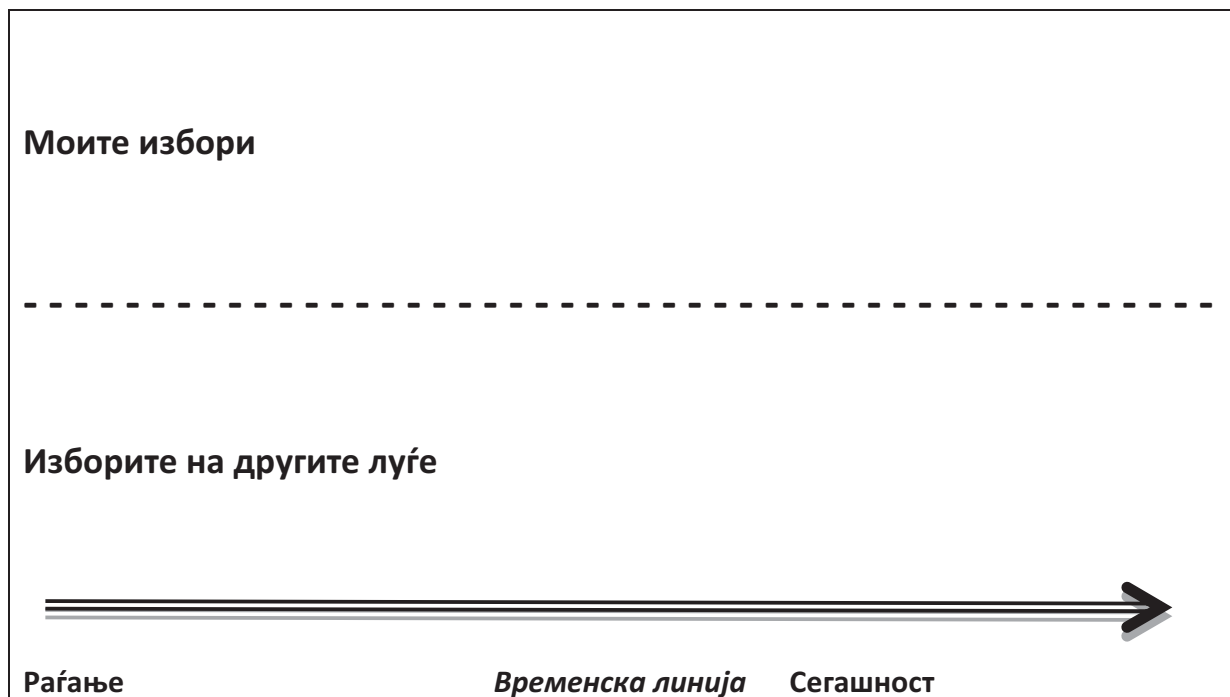 Моите избори
Изборите на другите луѓе
Раѓање Временска линија Сегашност